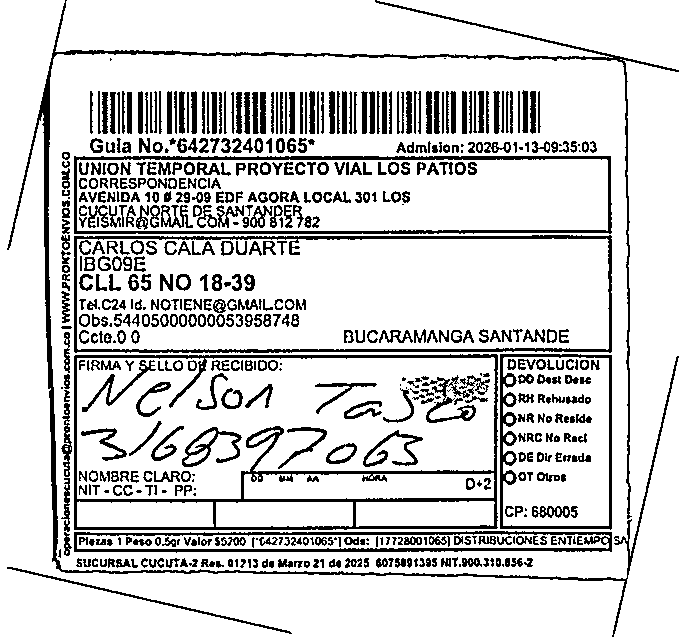 Guia No.*642732401065*
Admision: 2026-01-13-09:35:03
UNION TEMPORAL PROYECTO VIAL LOS PATIOS
CORRESPONDENCIA
AVENIDA 10 # 29-09 EDF AGORA LOCAL 301 LOS
CUCUTA NORTE DE SANTANDER
YEISMIR@GMAIL.COM - 900 812 782
CARLOS CALA DUARTE
IBG09E
CLL 65 NO 18-39
Tel.C24 Id. NOTIENE@GMAIL.COM
Obs.54405000000053958748
Ccte.0 0
BUCARAMANGA SANTANDE
FIRMA Y SELLO DE RECIBIDO:
Nelson Tasco
3168397063
NOMBRE CLARO:
NIT - CC - TI - PP:
DD MM AA HORA
D+2
DEVOLUCION
DD Dest Desc
RH Rehusado
NR No Reside
NRC No Recl
DE Dir Errada
OT Otros
CP: 680005
Piezas 1 Peso 0.5gr Valor $5700 [*642732401065*] Ods: [17728001065] DISTRIBUCIONES ENTIEMPO SA
SUCURSAL CUCUTA-2 Res. 01713 de Marzo 21 de 2025 6075891395 NIT.900.310.856-2
operacionescucuta@prontoenvios.com.co | WWW.PRONTOENVIOS.COM.CO